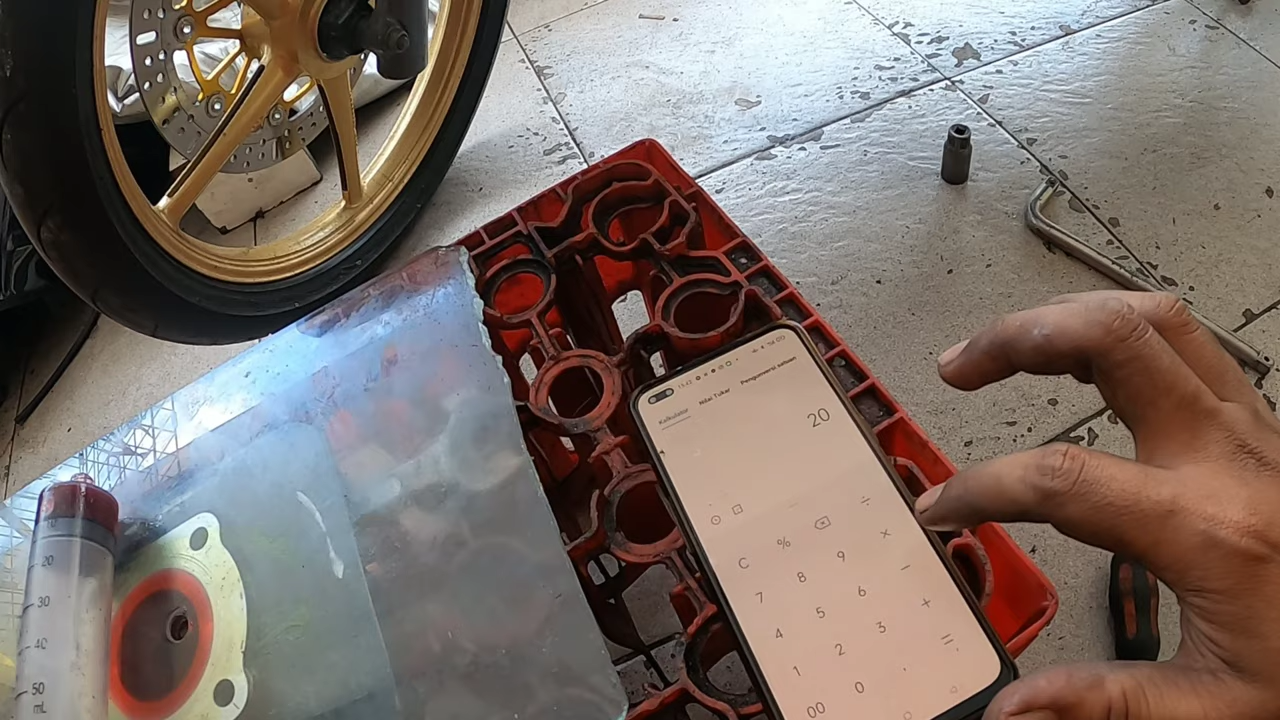 Kalkulator Nilai Tukar Pengonversi satuan
20
C % ÷
7 8 9 ×
4 5 6 −
1 2 3 +
00 0 . =
20
30
40
50
mL